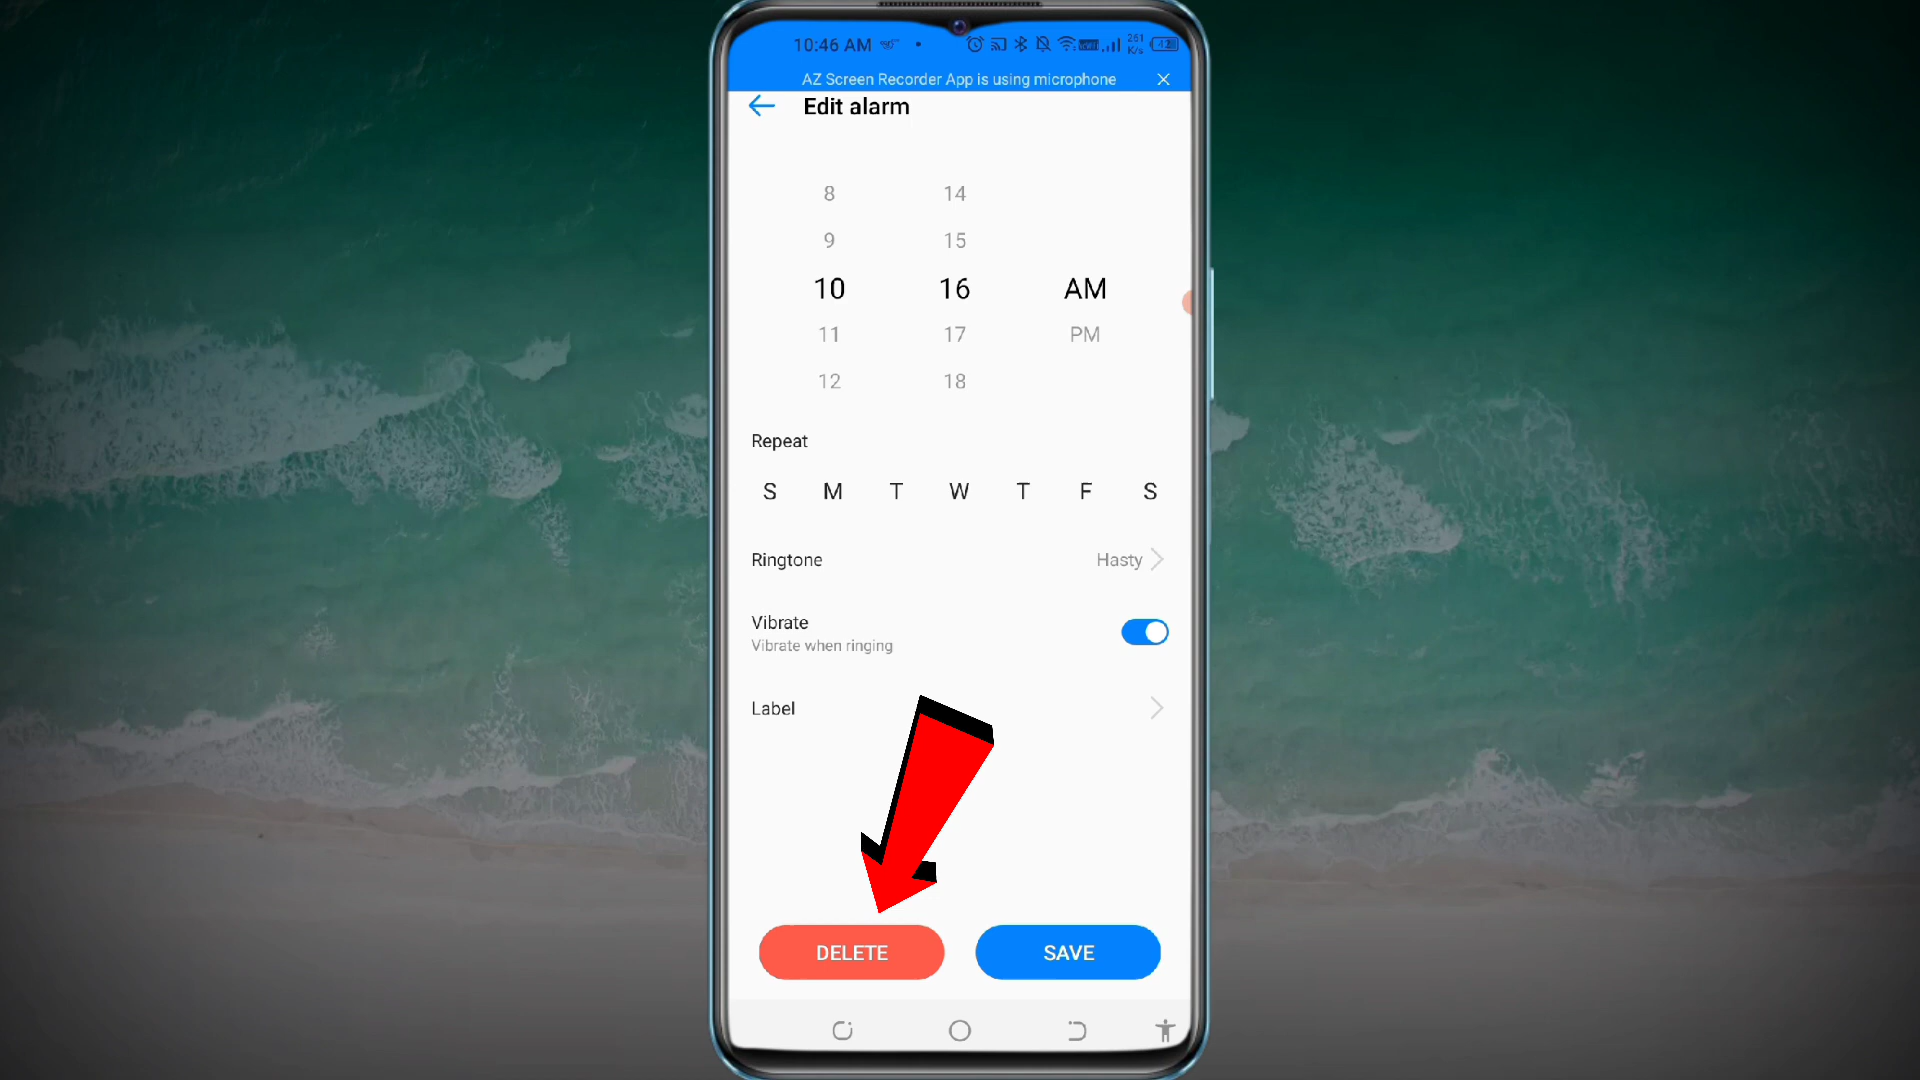 10:46 AM
251
K/s
AZ Screen Recorder App is using microphone
Edit alarm
8 14
9 15
10 16 AM
11 17 PM
12 18
Repeat
S M T W T F S
Ringtone Hasty
Vibrate
Vibrate when ringing
Label
DELETE SAVE